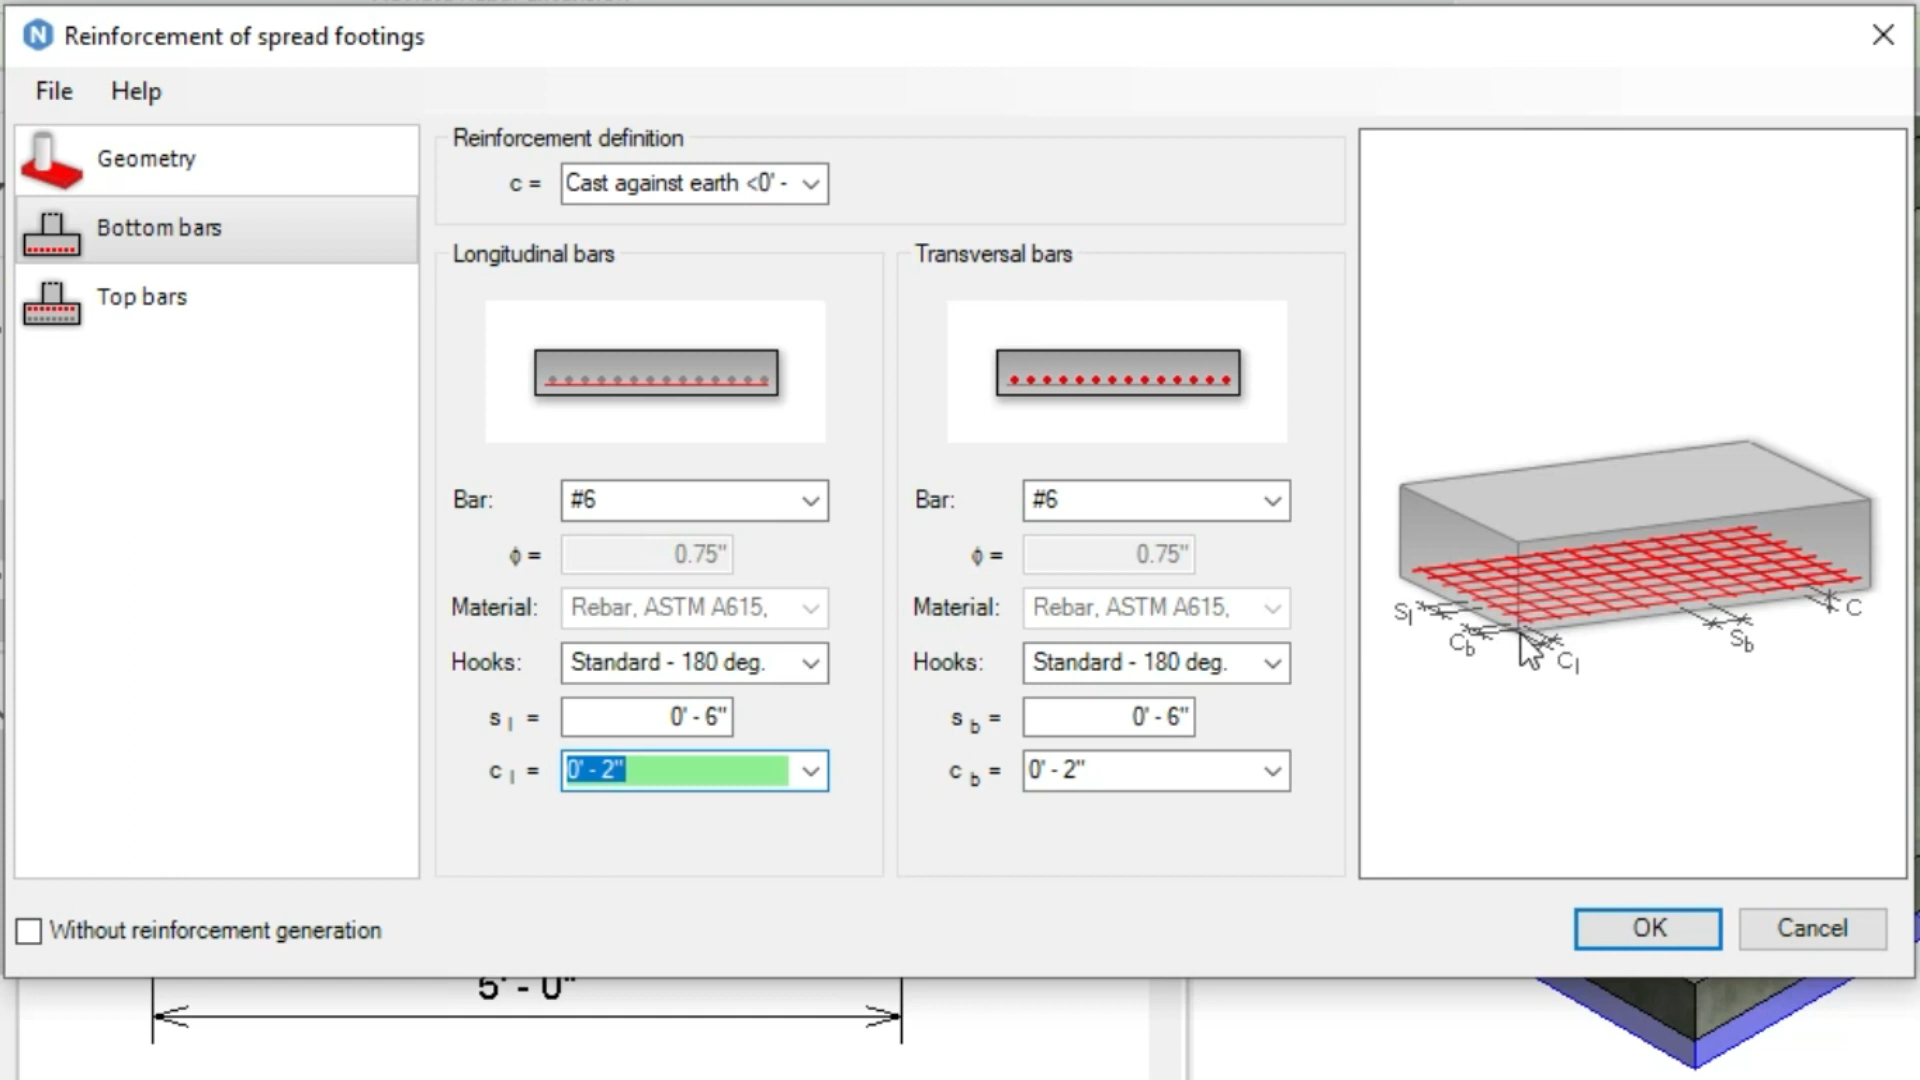 Reinforcement of spread footings
File Help
Geometry
Bottom bars
Top bars
Reinforcement definition
c = Cast against earth <0' -
Longitudinal bars
Bar: #6
ϕ = 0.75"
Material: Rebar, ASTM A615,
Hooks: Standard - 180 deg.
s l = 0' - 6"
c l = 0' - 2"
Transversal bars
Bar: #6
ϕ = 0.75"
Material: Rebar, ASTM A615,
Hooks: Standard - 180 deg.
s b = 0' - 6"
c b = 0' - 2"
Sl
Cb
Cl
Sb
C
Without reinforcement generation
OK
Cancel
5' - 0"